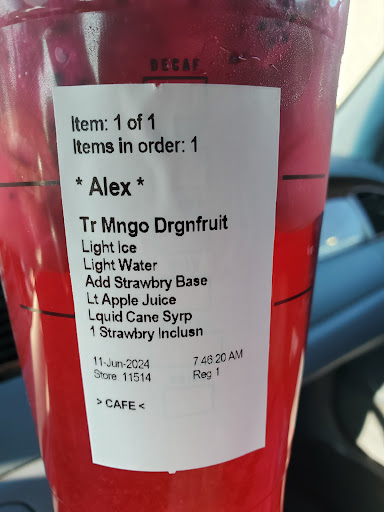 DECAF
Item: 1 of 1
Items in order: 1
* Alex *
Tr Mngo Drgnfruit
Light Ice
Light Water
Add Strawbry Base
Lt Apple Juice
Lquid Cane Syrp
1 Strawbry Inclusn
11-Jun-2024 7:46:20 AM
Store 11514 Reg 1
> CAFE <